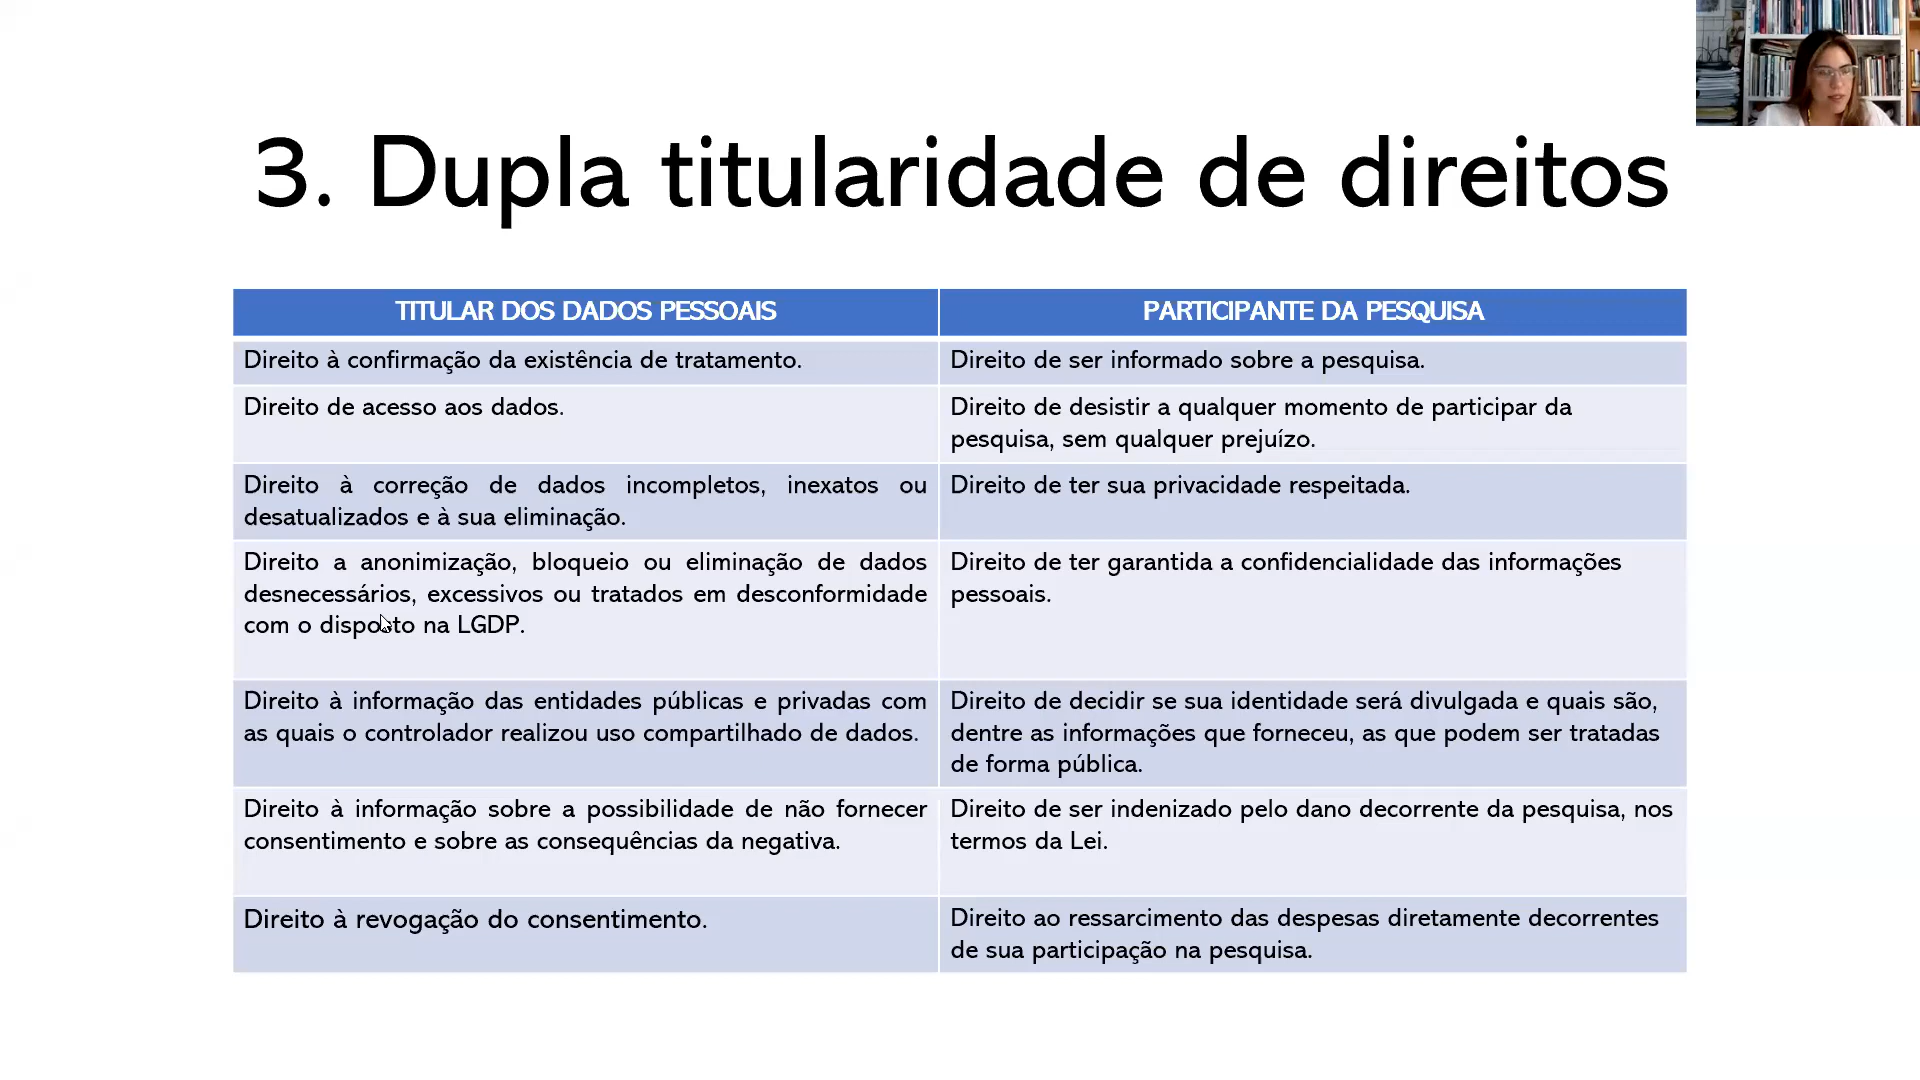 3. Dupla titularidade de direitos
TITULAR DOS DADOS PESSOAIS
PARTICIPANTE DA PESQUISA
Direito à confirmação da existência de tratamento.
Direito de ser informado sobre a pesquisa.
Direito de acesso aos dados.
Direito de desistir a qualquer momento de participar da
pesquisa, sem qualquer prejuízo.
Direito à correção de dados incompletos, inexatos ou
desatualizados e à sua eliminação.
Direito de ter sua privacidade respeitada.
Direito a anonimização, bloqueio ou eliminação de dados
desnecessários, excessivos ou tratados em desconformidade
com o disposto na LGDP.
Direito de ter garantida a confidencialidade das informações
pessoais.
Direito à informação das entidades públicas e privadas com
as quais o controlador realizou uso compartilhado de dados.
Direito de decidir se sua identidade será divulgada e quais são,
dentre as informações que forneceu, as que podem ser tratadas
de forma pública.
Direito à informação sobre a possibilidade de não fornecer
consentimento e sobre as consequências da negativa.
Direito de ser indenizado pelo dano decorrente da pesquisa, nos
termos da Lei.
Direito à revogação do consentimento.
Direito ao ressarcimento das despesas diretamente decorrentes
de sua participação na pesquisa.